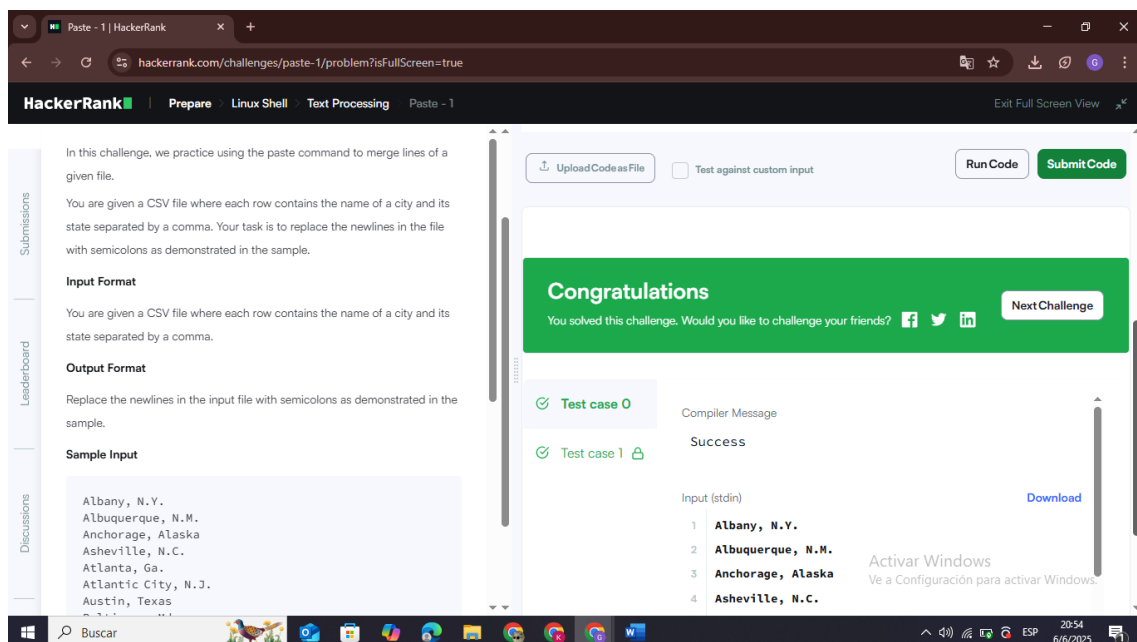 Paste - 1 | HackerRank
hackerrank.com/challenges/paste-1/problem?isFullScreen=true
G
HackerRank | Prepare > Linux Shell > Text Processing > Paste - 1
Exit Full Screen View
Submissions
Leaderboard
Discussions
In this challenge, we practice using the paste command to merge lines of a
given file.
You are given a CSV file where each row contains the name of a city and its
state separated by a comma. Your task is to replace the newlines in the file
with semicolons as demonstrated in the sample.
Input Format
You are given a CSV file where each row contains the name of a city and its
state separated by a comma.
Output Format
Replace the newlines in the input file with semicolons as demonstrated in the
sample.
Sample Input
Albany, N.Y.
Albuquerque, N.M.
Anchorage, Alaska
Asheville, N.C.
Atlanta, Ga.
Atlantic City, N.J.
Austin, Texas
Upload Code as File
Test against custom input
Run Code
Submit Code
Congratulations
You solved this challenge. Would you like to challenge your friends?
Next Challenge
Test case 0
Test case 1
Compiler Message
Success
Input (stdin)
Download
1 Albany, N.Y.
2 Albuquerque, N.M.
3 Anchorage, Alaska
4 Asheville, N.C.
Activar Windows
Ve a Configuración para activar Windows.
Buscar
ESP
20:54
6/6/2025